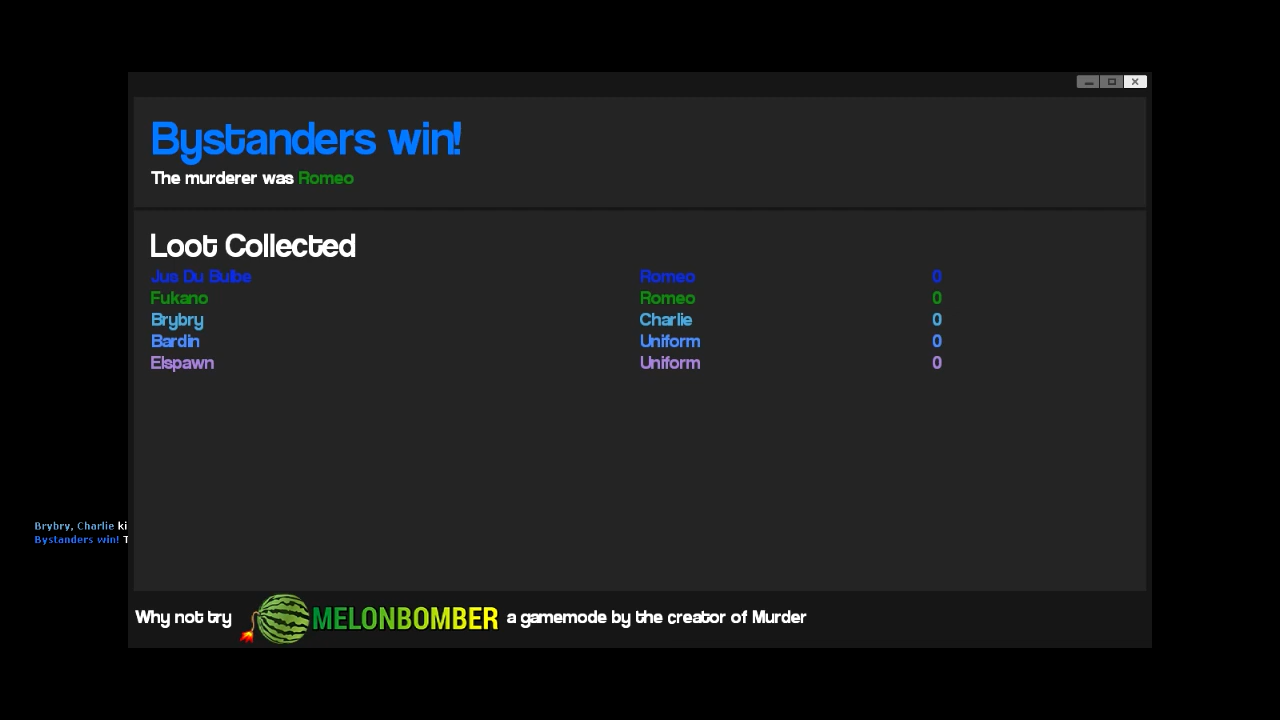 Bystanders win!
The murderer was Romeo
Loot Collected
Jus Du Bulbe Romeo 0
Fukano Romeo 0
Brybry Charlie 0
Bardin Uniform 0
Elspawn Uniform 0
Brybry, Charlie ki
Bystanders win! T
Why not try MELONBOMBER a gamemode by the creator of Murder